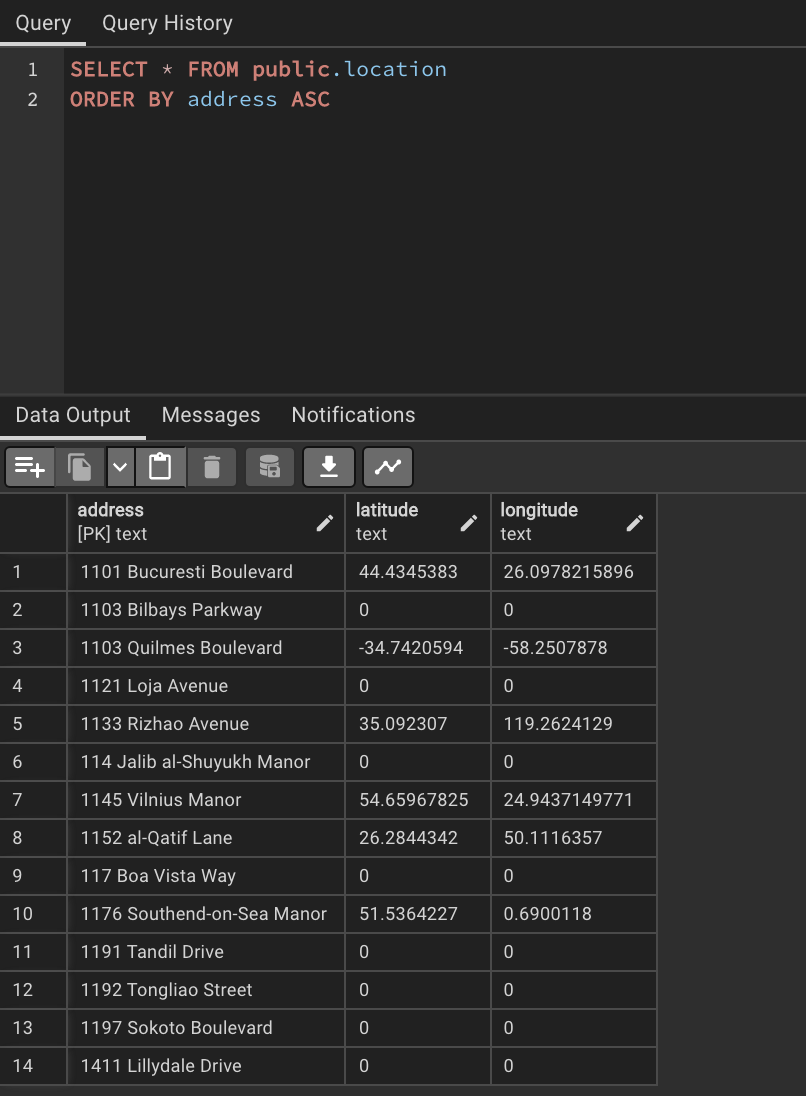 Query Query History
1 SELECT * FROM public.location
2 ORDER BY address ASC
Data Output Messages Notifications
address latitude longitude
[PK] text text text
1 1101 Bucuresti Boulevard 44.4345383 26.0978215896
2 1103 Bilbays Parkway 0 0
3 1103 Quilmes Boulevard -34.7420594 -58.2507878
4 1121 Loja Avenue 0 0
5 1133 Rizhao Avenue 35.092307 119.2624129
6 114 Jalib al-Shuyukh Manor 0 0
7 1145 Vilnius Manor 54.65967825 24.9437149771
8 1152 al-Qatif Lane 26.2844342 50.1116357
9 117 Boa Vista Way 0 0
10 1176 Southend-on-Sea Manor 51.5364227 0.6900118
11 1191 Tandil Drive 0 0
12 1192 Tongliao Street 0 0
13 1197 Sokoto Boulevard 0 0
14 1411 Lillydale Drive 0 0